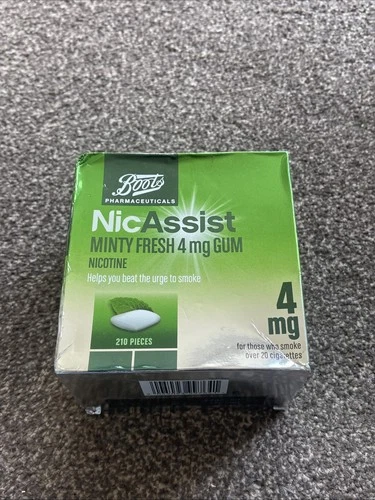 Boots
PHARMACEUTICALS
NicAssist
MINTY FRESH 4 mg GUM
NICOTINE
Helps you beat the urge to smoke
4
mg
for those who smoke
over 20 cigarettes
210 PIECES